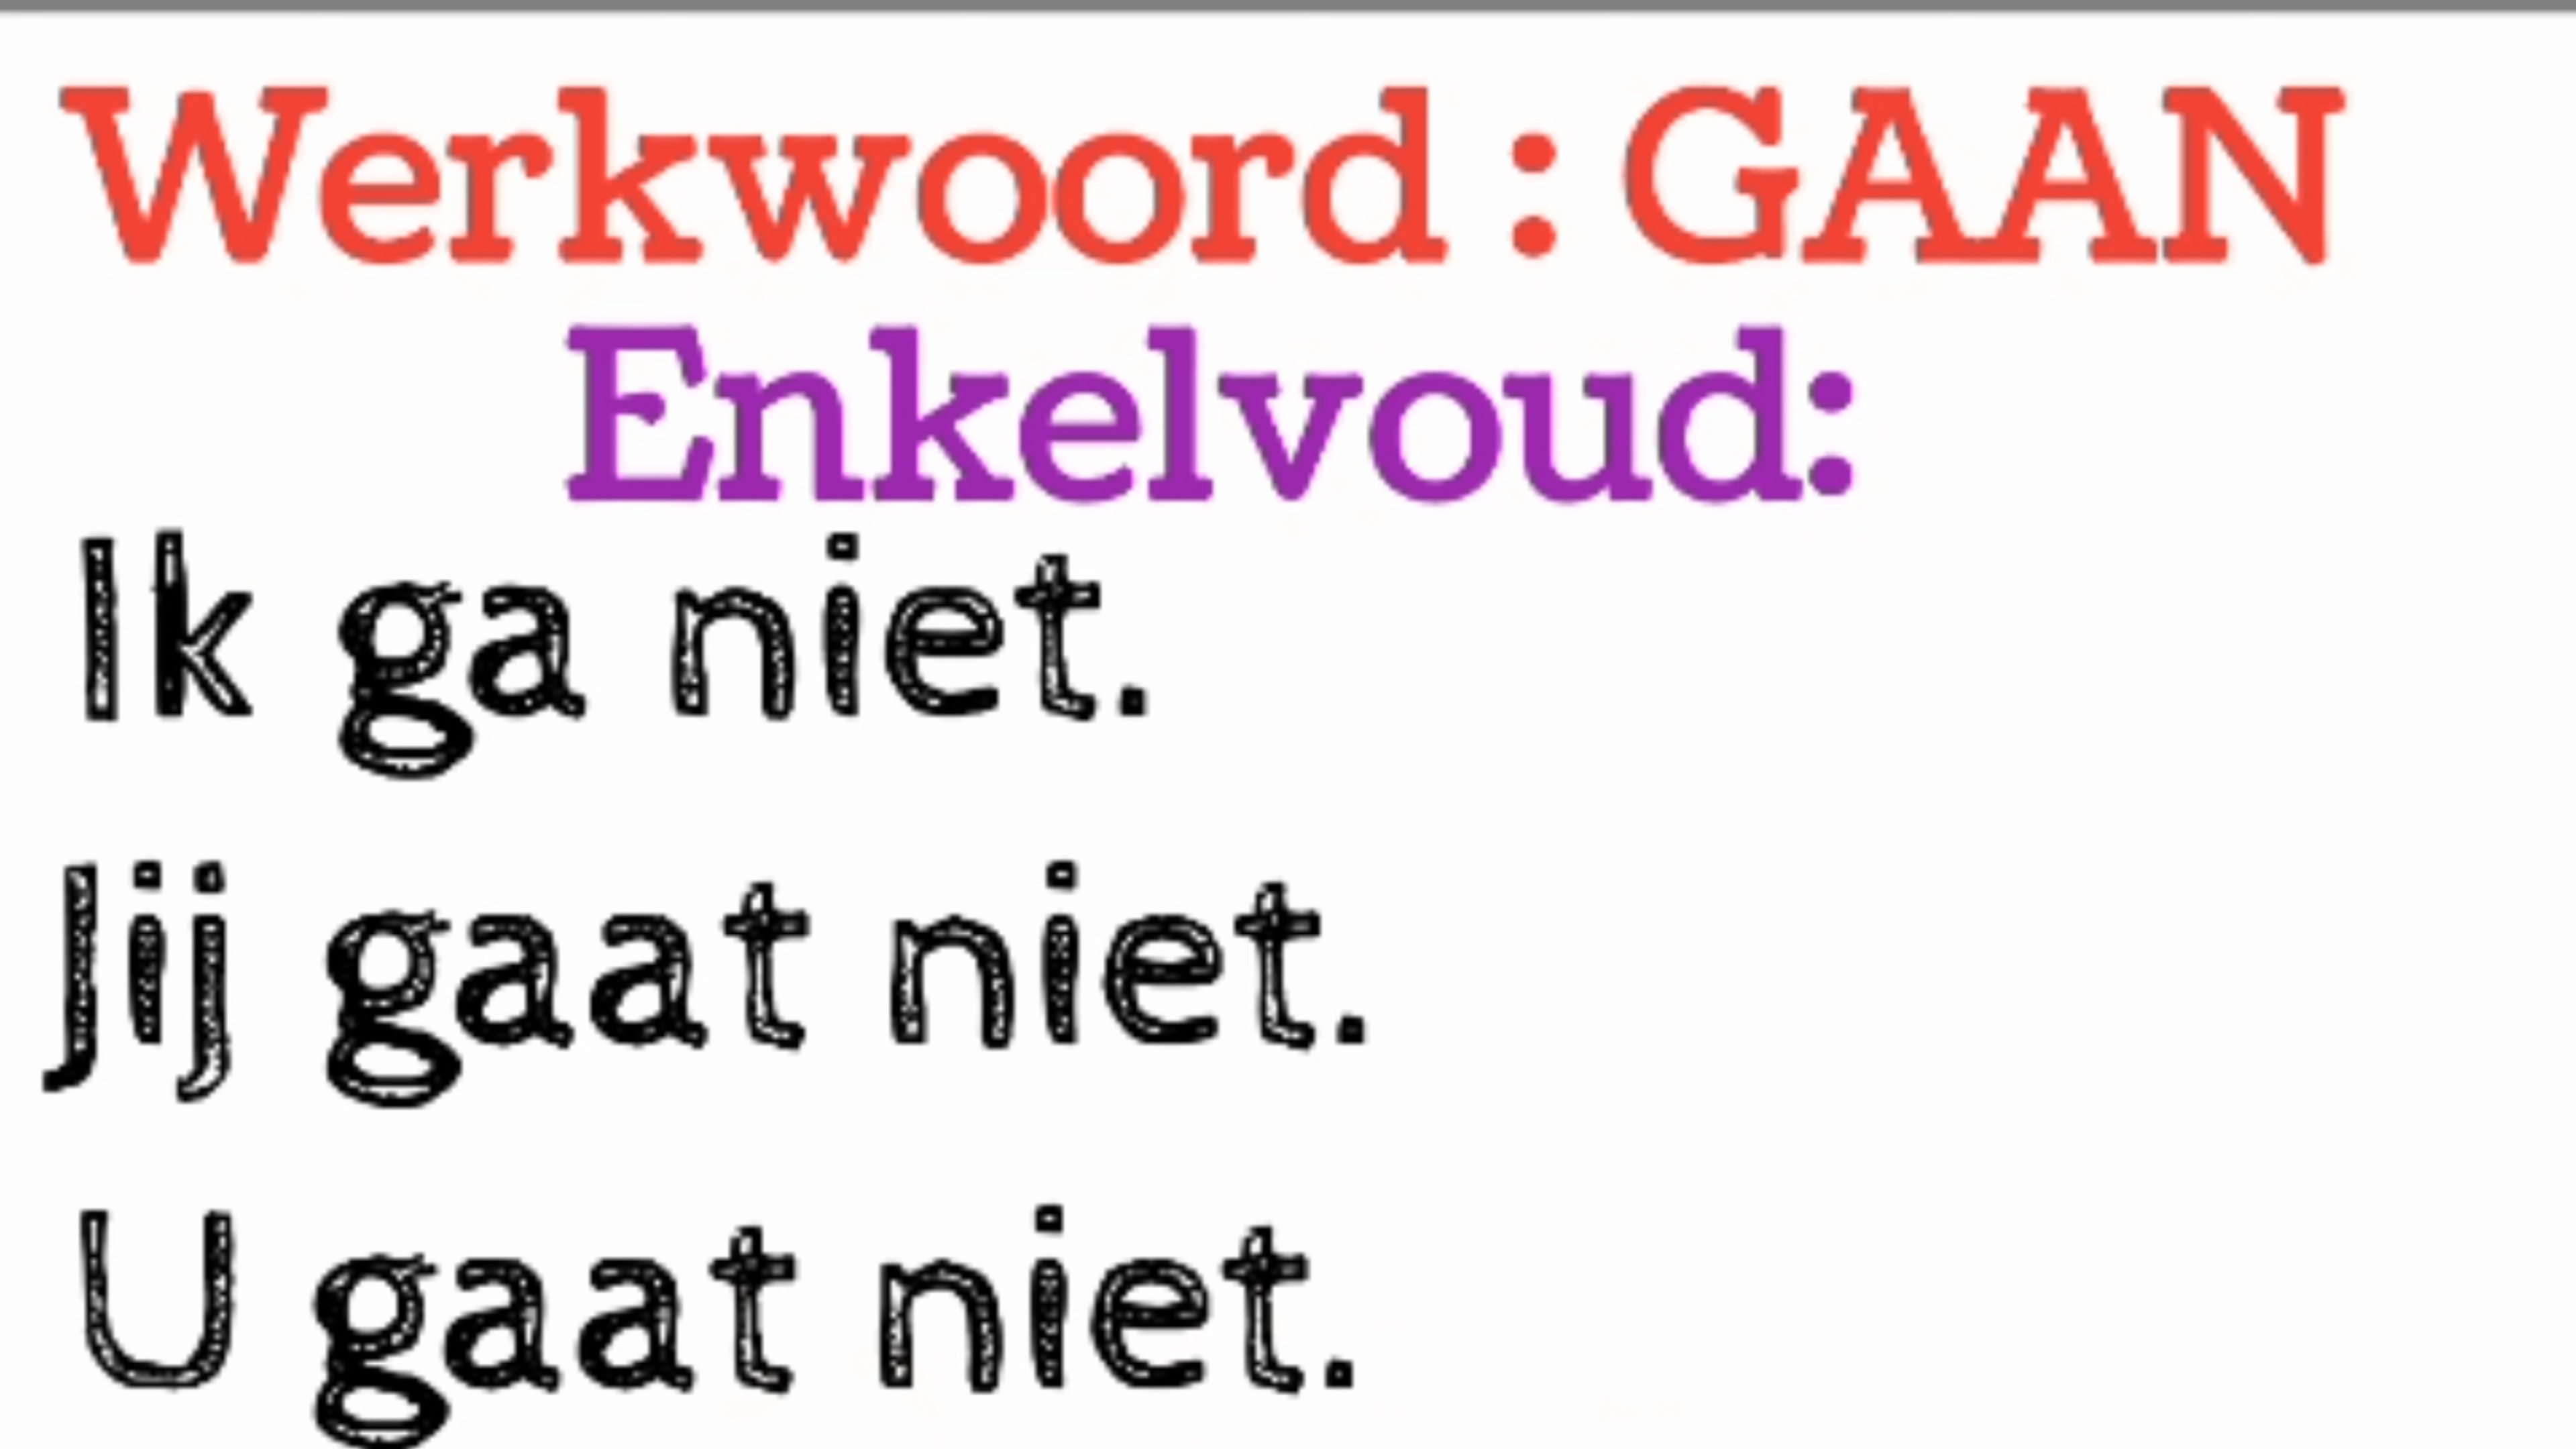 Werkwoord : GAAN
Enkelvoud:
Ik ga niet.
Jij gaat niet.
U gaat niet.